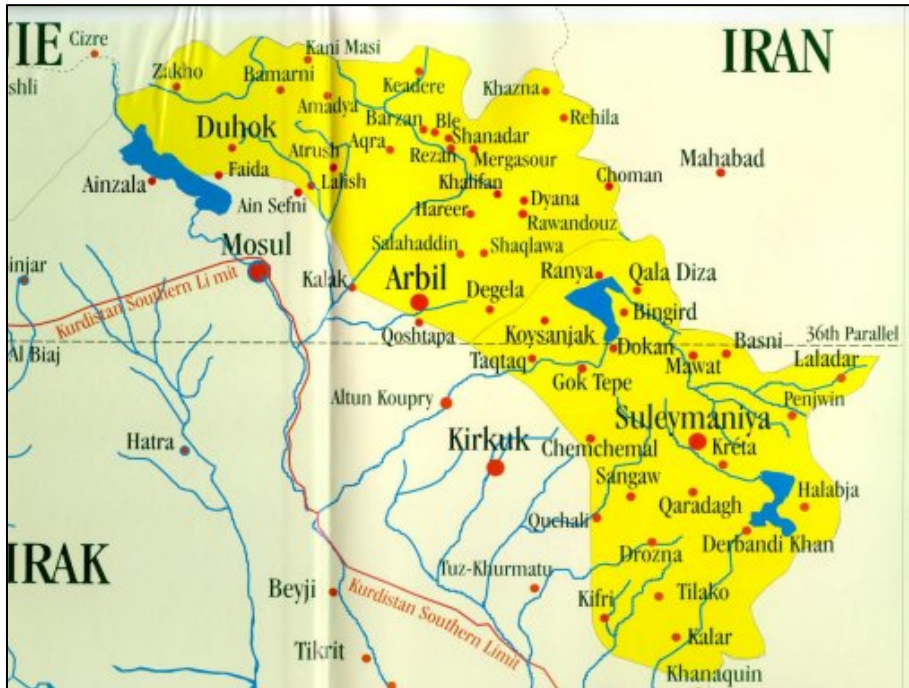 IIE
Cizre
shli
Kani Masi
IRAN
Zakho
Bamarni
Keadere
Khazna
Amadya
Rehila
Duhok
Barzan
Ble
Shanadar
Atrush
Aqra
Rezan
Mergasour
Mahabad
Faida
Lalish
Khalifan
Choman
Ainzala
Ain Sefni
Dyana
Hareer
Rawandouz
Mosul
Salahaddin
Shaqlawa
injar
Kurdistan Southern Li mit
Kalak
Arbil
Degela
Ranya
Qala Diza
Bingird
Qoshtapa
Koysanjak
36th Parallel
Al Biaj
Dokan
Basni
Taqtaq
Mawat
Laladar
Gok Tepe
Altun Koupry
Penjwin
Suleymaniya
Hatra
Kirkuk
Chemchemal
Kréta
Sangaw
Qaradagh
Halabja
Quchali
Derbandi Khan
IRAK
Drozna
Tuz-Khurmatu
Beyji
Kurdistan Southern Limit
Kifri
Tilako
Tikrit
Kalar
Khanaquin